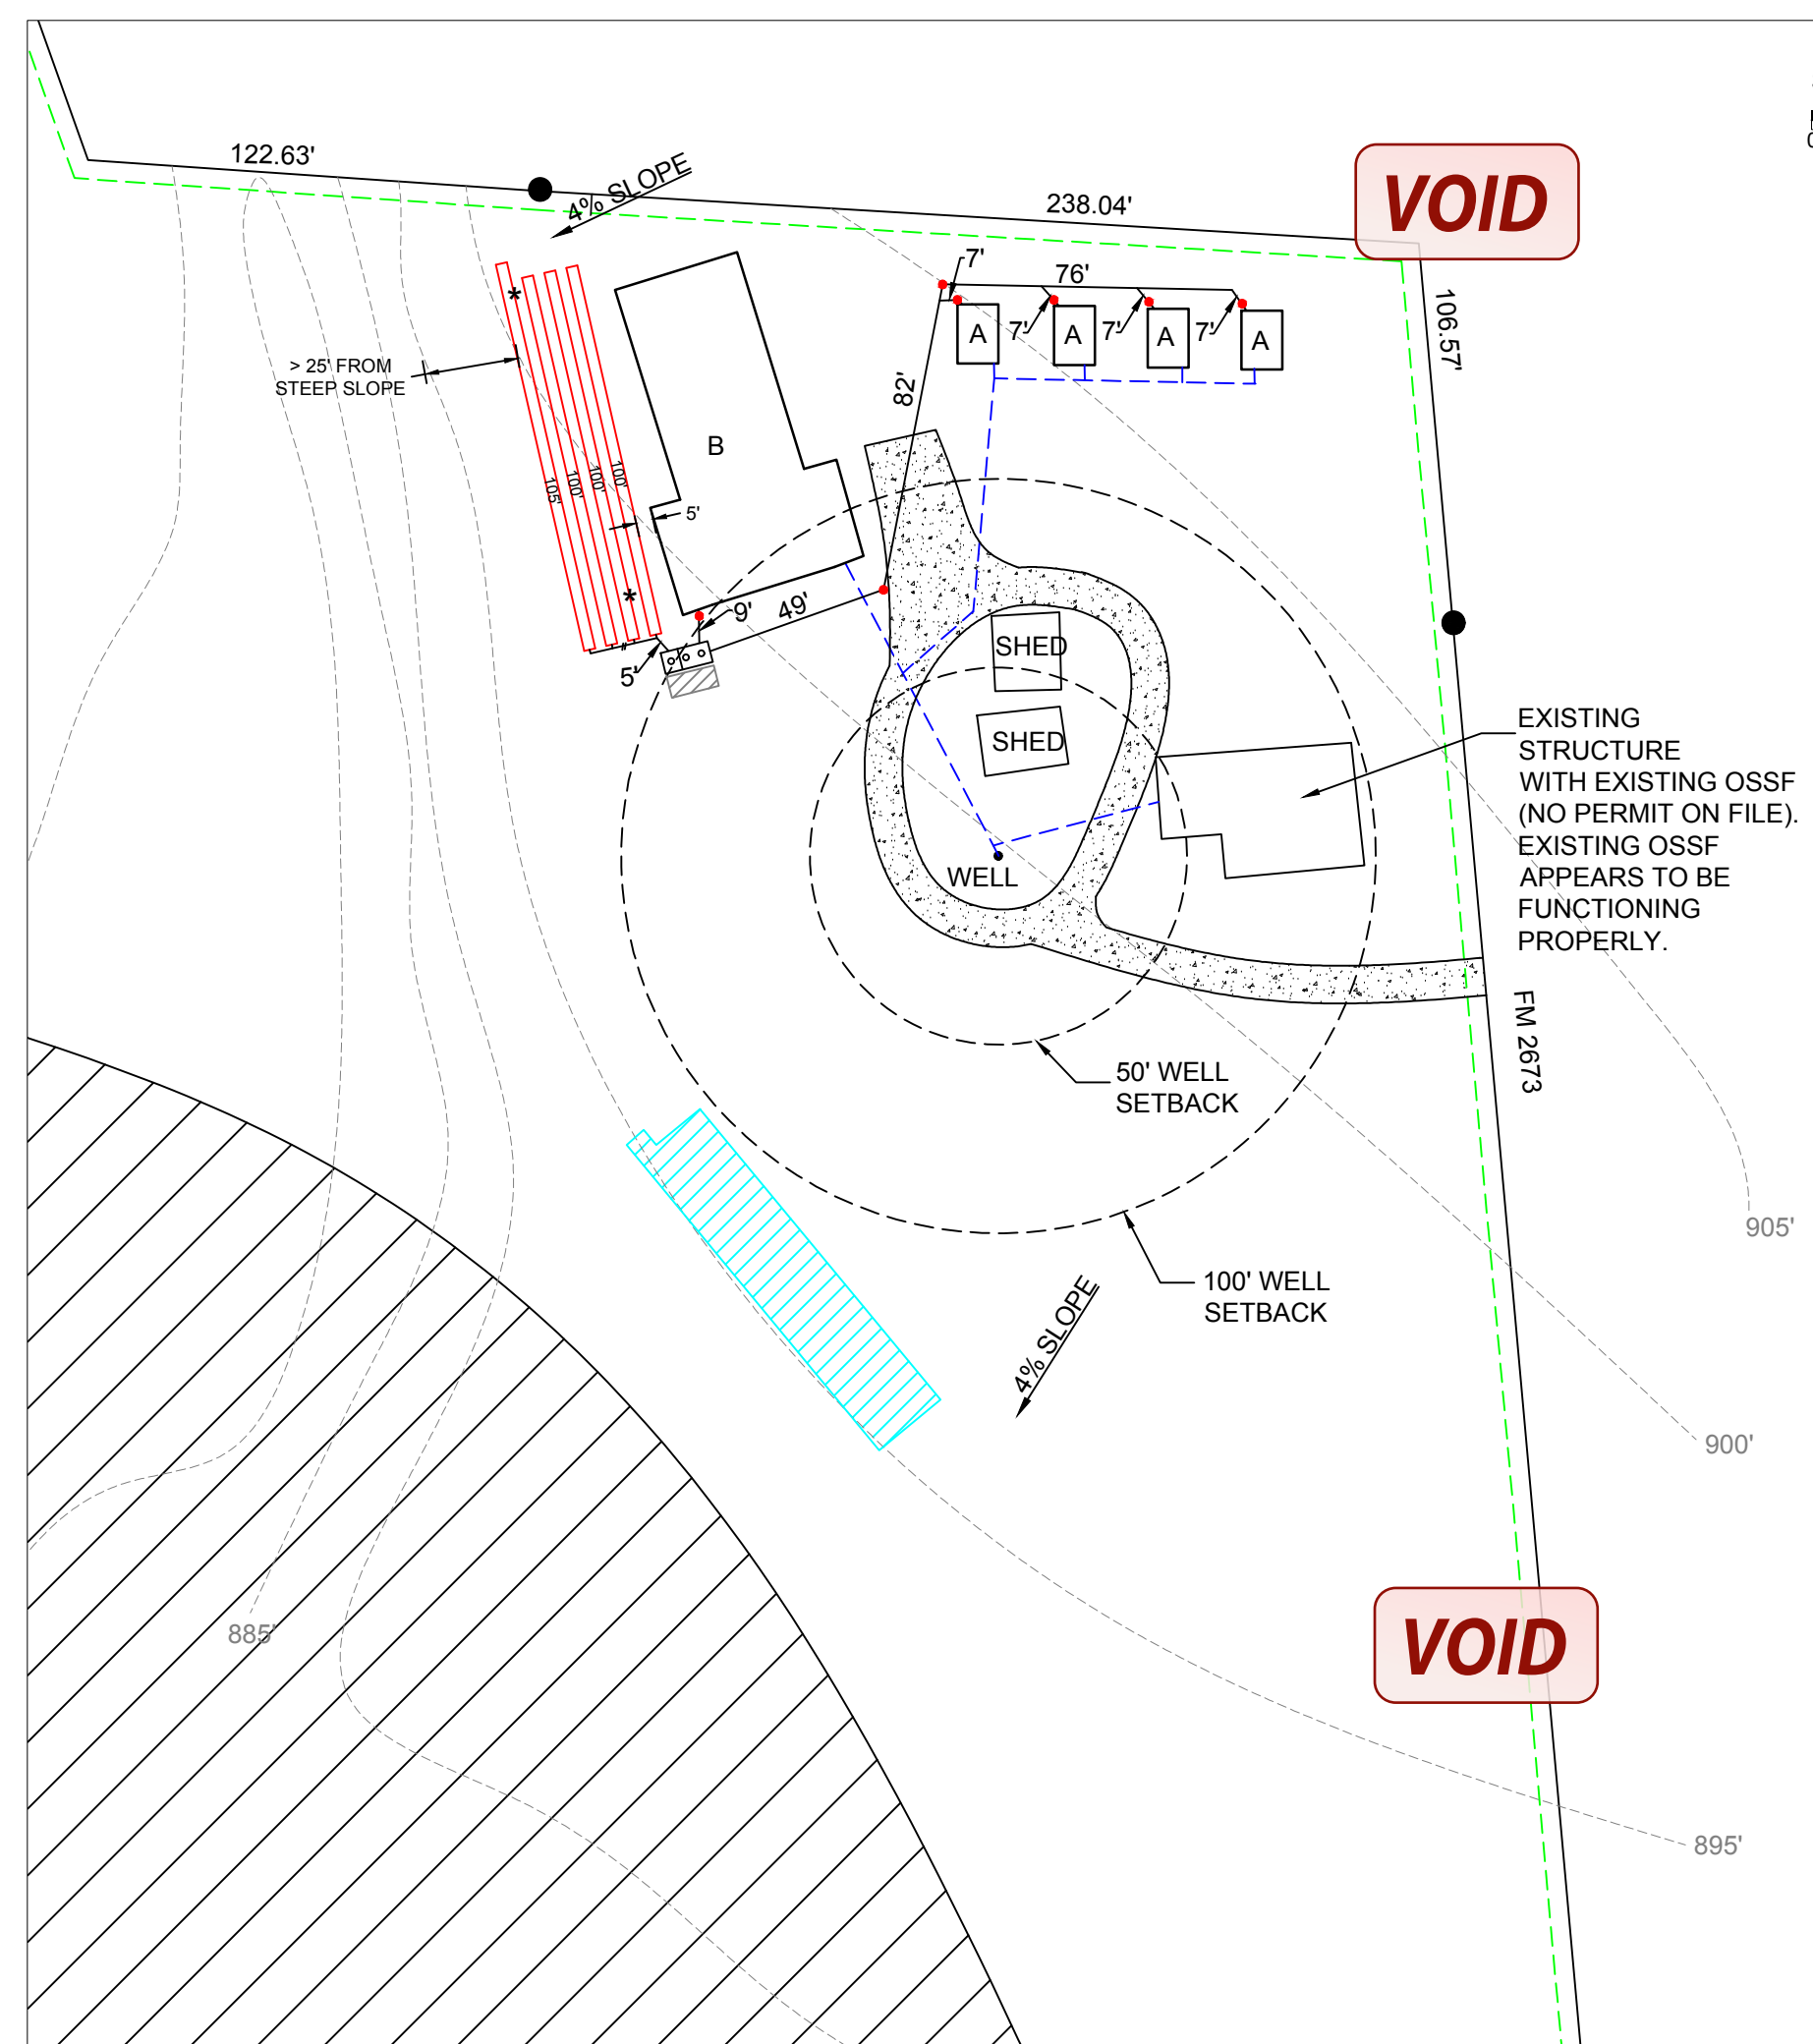 122.63'
4% SLOPE
238.04'
VOID
7'
76'
106.57'
7'
7'
7'
A
A
A
A
> 25' FROM
STEEP SLOPE
82'
B
105'
100'
100'
100'
5'
9'
49'
5'
SHED
SHED
WELL
EXISTING
STRUCTURE
WITH EXISTING OSSF
(NO PERMIT ON FILE).
EXISTING OSSF
APPEARS TO BE
FUNCTIONING
PROPERLY.
FM 2673
50' WELL
SETBACK
905'
100' WELL
SETBACK
4% SLOPE
900'
885'
VOID
895'